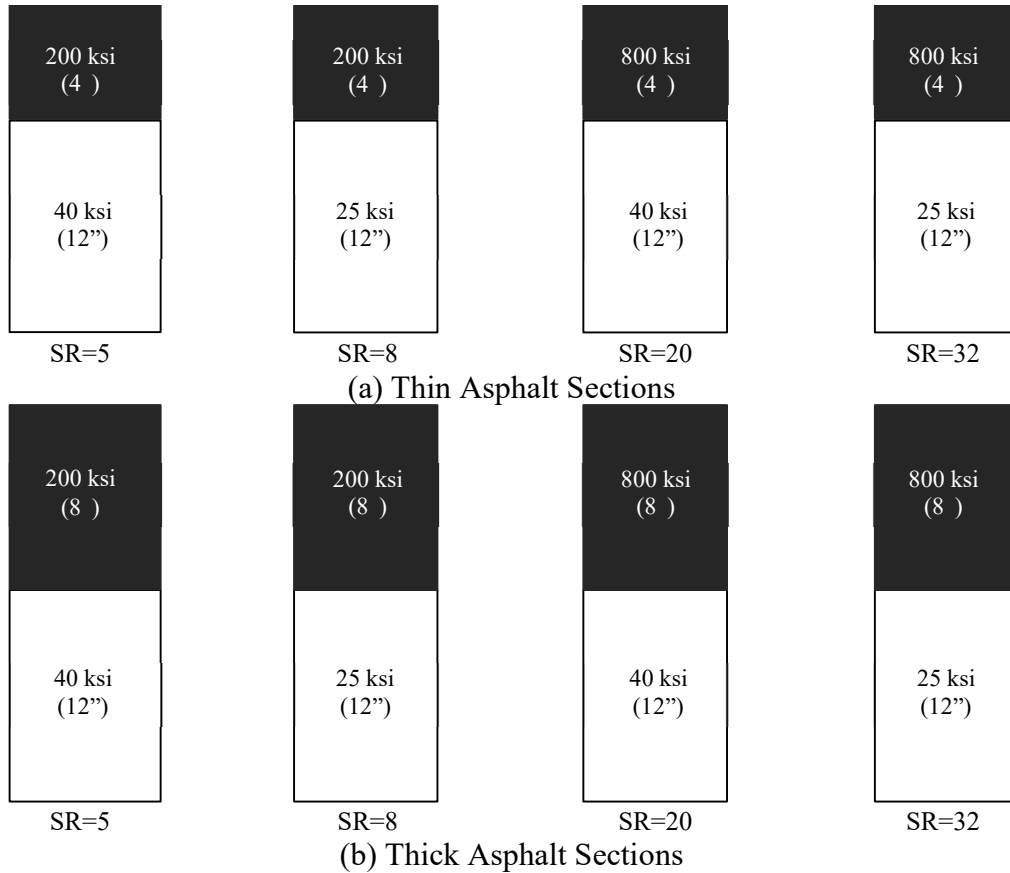 200 ksi 200 ksi 800 ksi 800 ksi
(4 ) (4 ) (4 ) (4 )
40 ksi 25 ksi 40 ksi 25 ksi
(12”) (12”) (12”) (12”)
SR=5 SR=8 SR=20 SR=32
(a) Thin Asphalt Sections
200 ksi 200 ksi 800 ksi 800 ksi
(8 ) (8 ) (8 ) (8 )
40 ksi 25 ksi 40 ksi 25 ksi
(12”) (12”) (12”) (12”)
SR=5 SR=8 SR=20 SR=32
(b) Thick Asphalt Sections